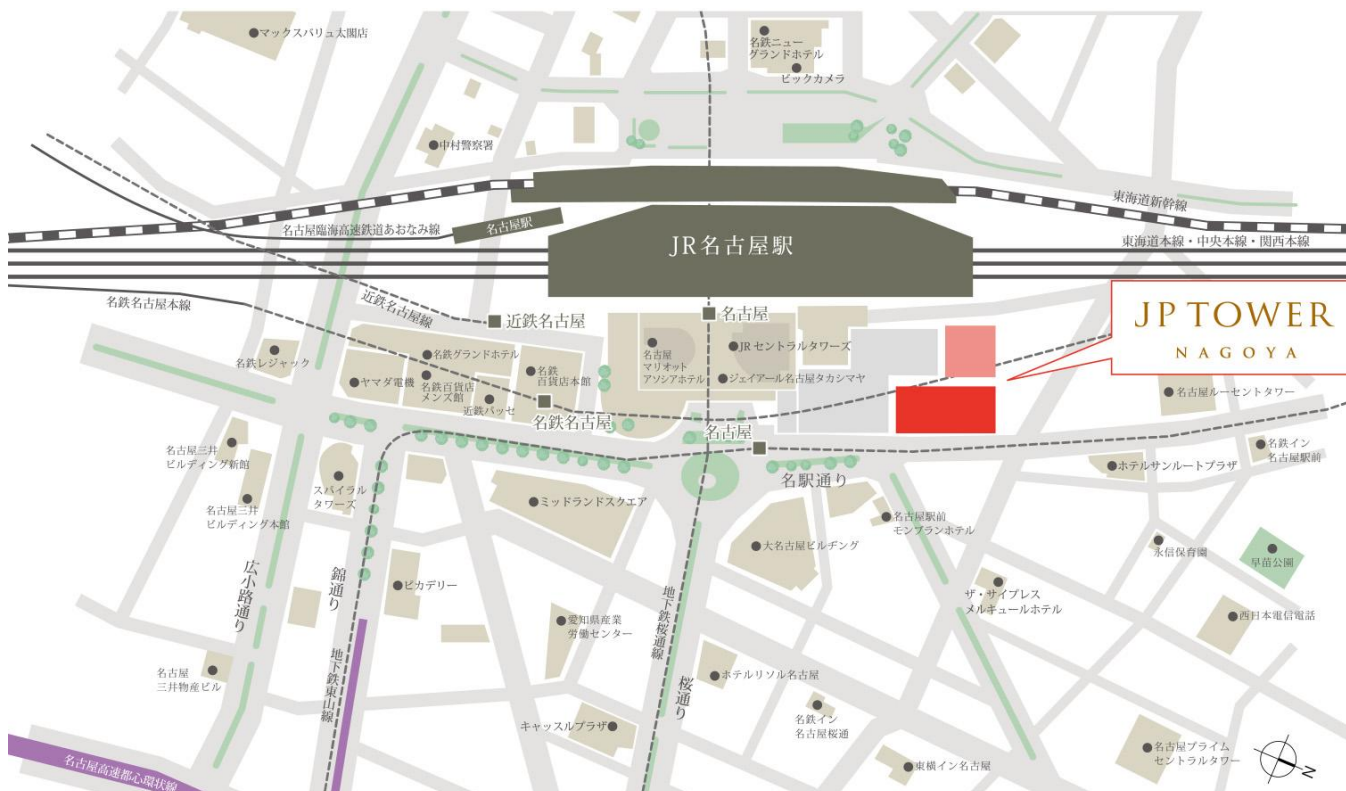 マックスバリュ太閤店
名鉄ニュー
グランドホテル
ビックカメラ
中村警察署
東海道新幹線
名古屋臨海高速鉄道あおなみ線
名古屋駅
JR名古屋駅
東海道本線・中央本線・関西本線
名鉄名古屋本線
近鉄名古屋線
近鉄名古屋
名古屋
JP TOWER
NAGOYA
名鉄レジャック
名鉄グランドホテル
ヤマダ電機
名鉄百貨店
メンズ館
近鉄パッセ
名鉄
百貨店本館
名古屋
マリオット
アソシアホテル
JRセントラルタワーズ
ジェイアール名古屋タカシマヤ
名鉄名古屋
名古屋
名古屋ルーセントタワー
名鉄イン
名古屋駅前
ホテルサンルートプラザ
名古屋三井
ビルディング新館
名古屋三井
ビルディング本館
スパイラル
タワーズ
ミッドランドスクエア
名駅通り
大名古屋ビルヂング
名古屋駅前
モンブランホテル
永信保育園
早苗公園
広小路通り
錦通り
ピカデリー
愛知県産業
労働センター
地下鉄桜通線
ザ・サイプレス
メルキュールホテル
西日本電信電話
名古屋
三井物産ビル
地下鉄東山線
ホテルリソル名古屋
桜通り
キャッスルプラザ
名鉄イン
名古屋桜通
東横イン名古屋
名古屋プライム
セントラルタワー
名古屋高速都心環状線
N